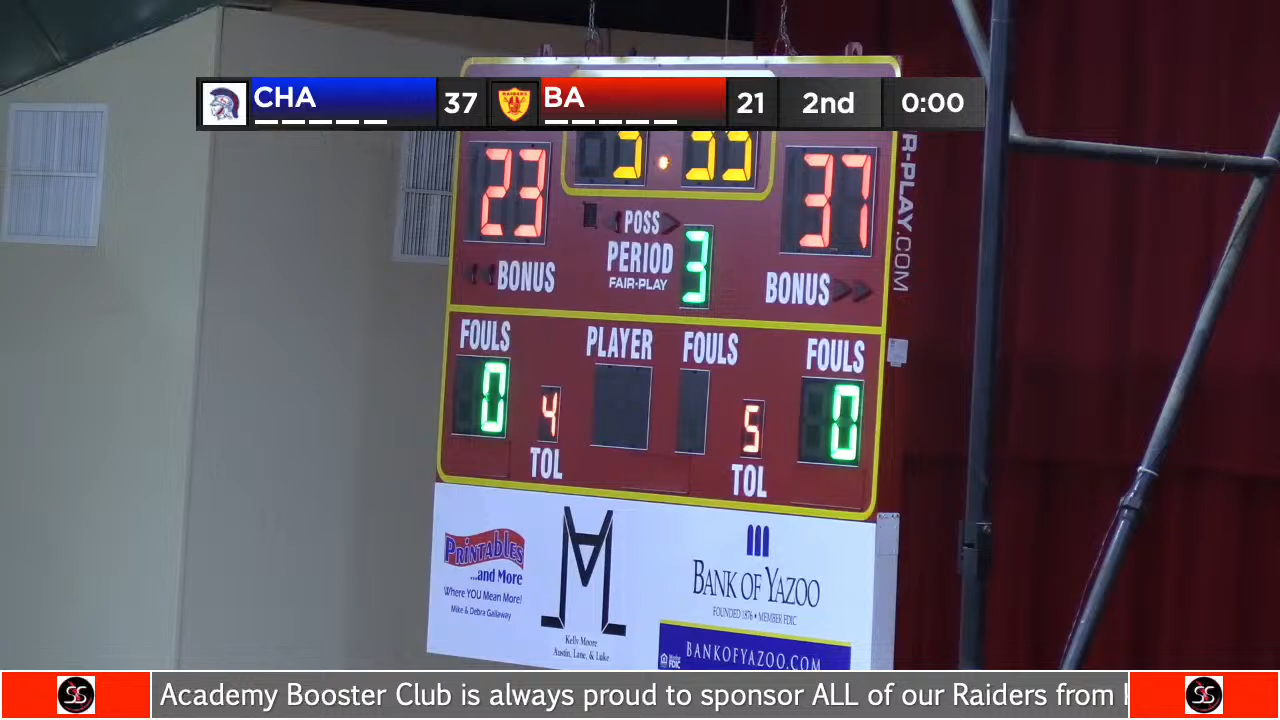 CHA 37 BA 21 2nd 0:00
23 37
R-PLAY.COM
POSS
PERIOD 3
FAIR-PLAY
BONUS BONUS
FOULS PLAYER FOULS FOULS
0 4 5 0
TOL TOL
PRINTABLES
...and More
Where YOU Mean More!
Mike & Debra Gallaway
Kelly Moore
Austin, Lane, & Luke
BANK OF YAZOO
FOUNDED 1876 • MEMBER FDIC
BANKOFYAZOO.COM
Academy Booster Club is always proud to sponsor ALL of our Raiders from